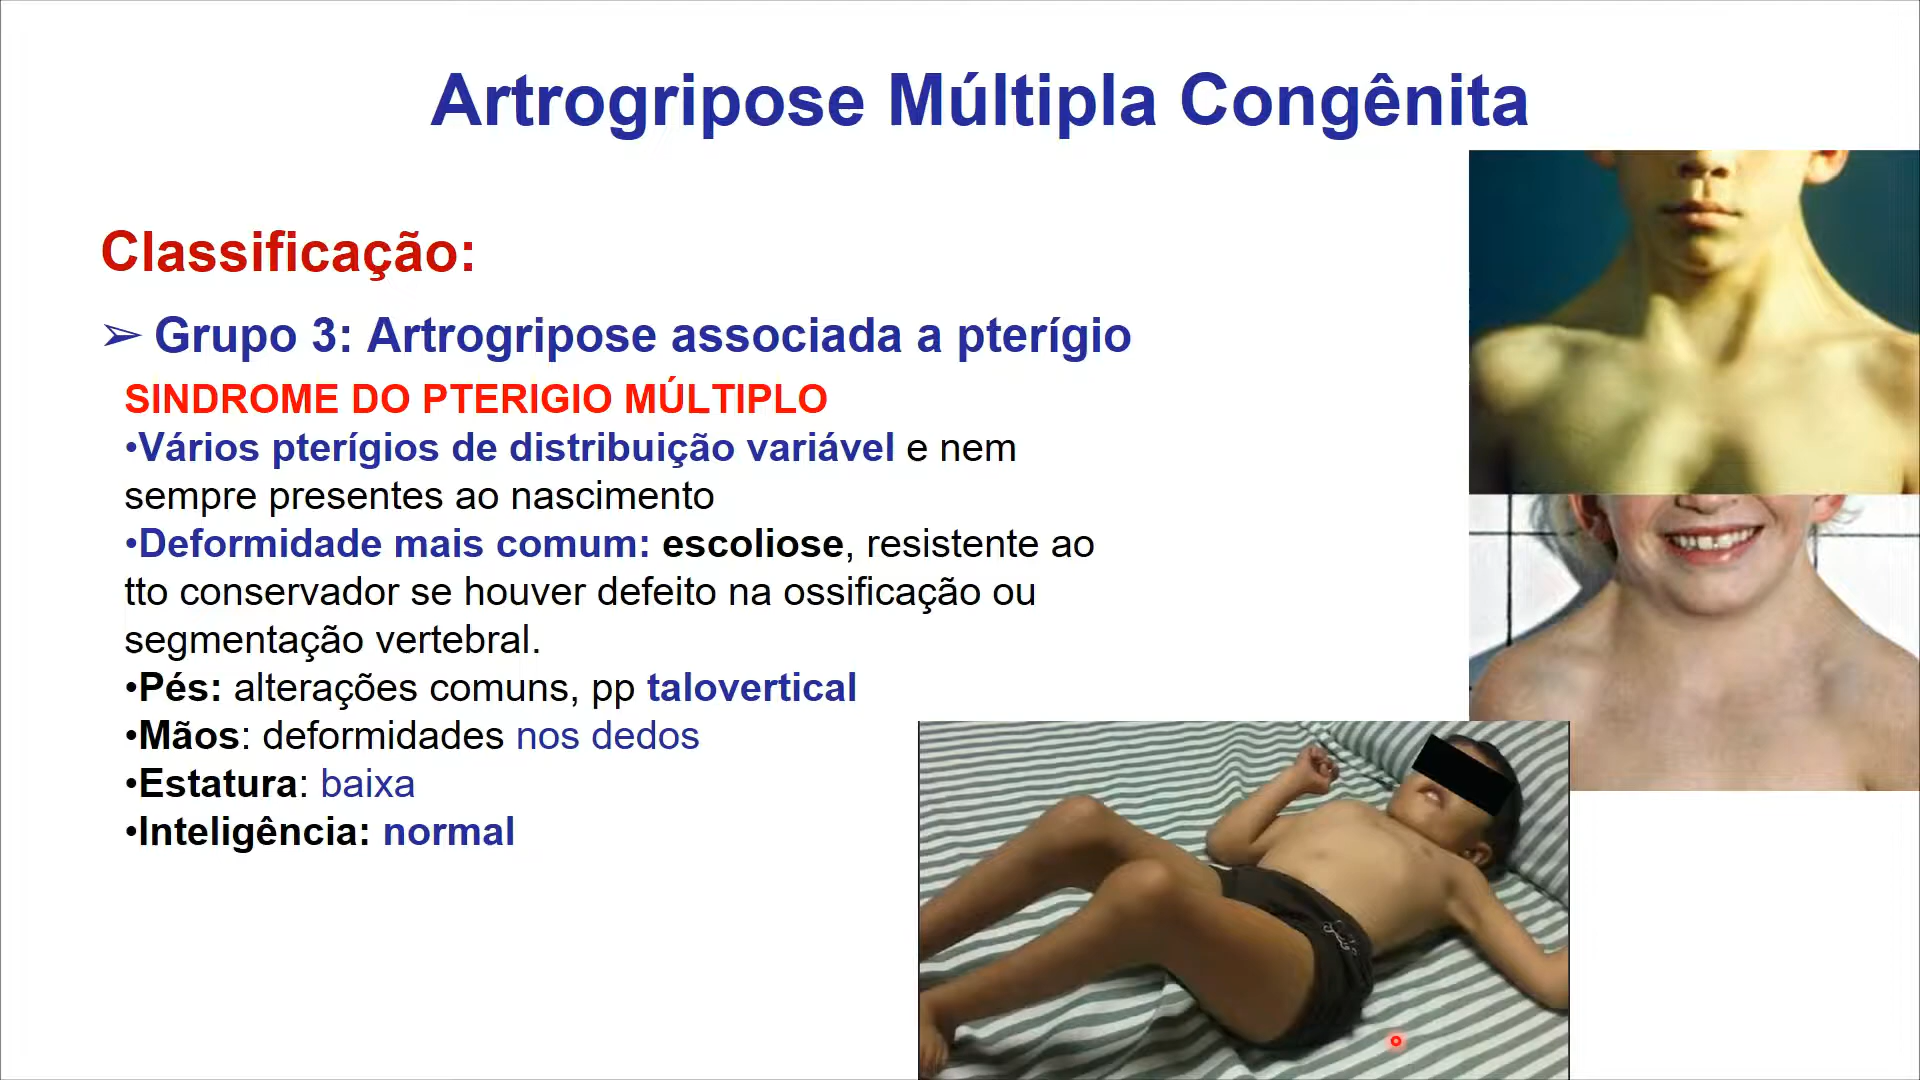 Artrogripose Múltipla Congênita
Classificação:
➢ Grupo 3: Artrogripose associada a pterígio
SINDROME DO PTERIGIO MÚLTIPLO
•Vários pterígios de distribuição variável e nem
sempre presentes ao nascimento
•Deformidade mais comum: escoliose, resistente ao
tto conservador se houver defeito na ossificação ou
segmentação vertebral.
•Pés: alterações comuns, pp talovertical
•Mãos: deformidades nos dedos
•Estatura: baixa
•Inteligência: normal